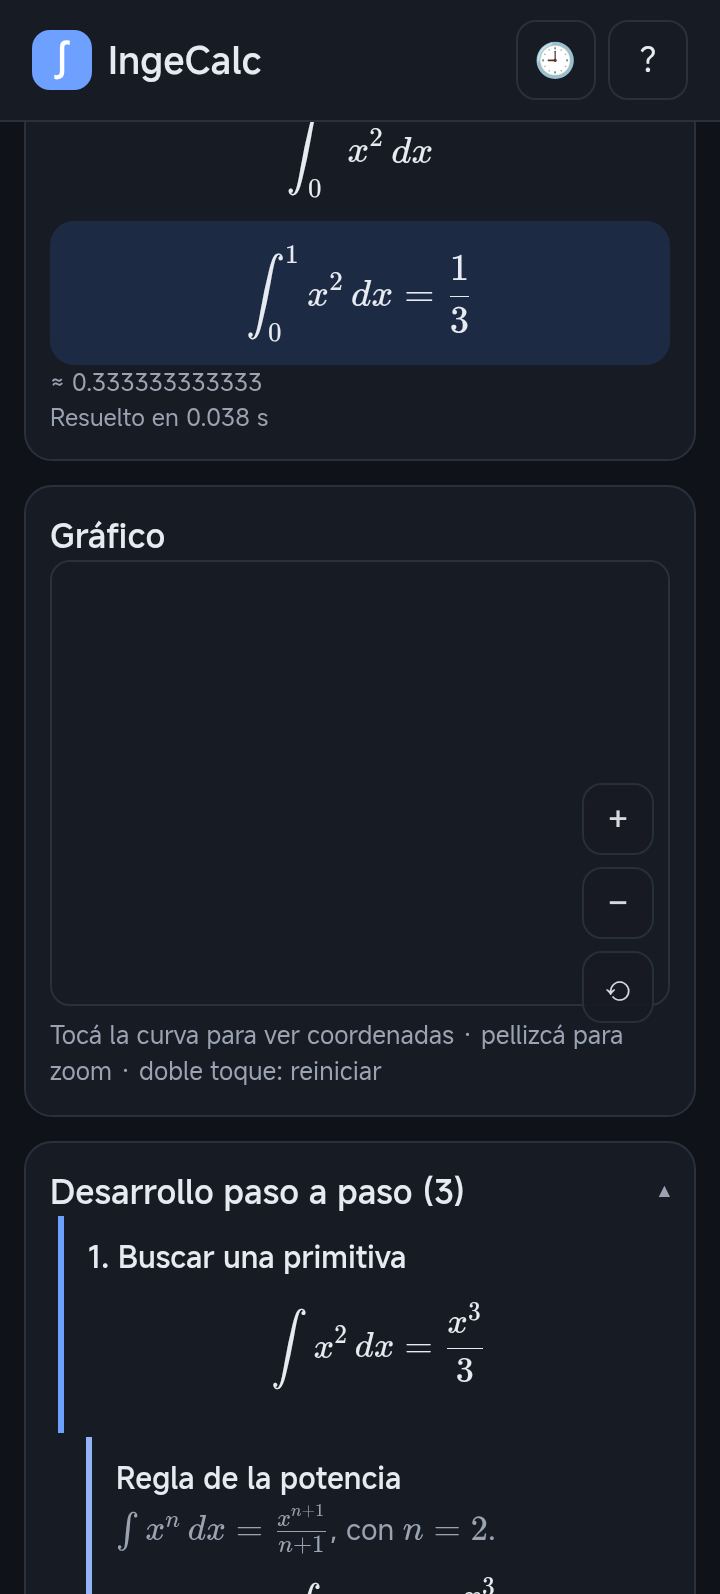 ∫ IngeCalc ?
∫₀ x² dx
∫₀¹ x² dx = 1/3
≈ 0.333333333333
Resuelto en 0.038 s
Gráfico
+
−
⟲
Tocá la curva para ver coordenadas · pellizcá para
zoom · doble toque: reiniciar
Desarrollo paso a paso (3) ▲
1. Buscar una primitiva
∫ x² dx = x³/3
Regla de la potencia
∫ xⁿ dx = xⁿ⁺¹/(n+1), con n = 2.